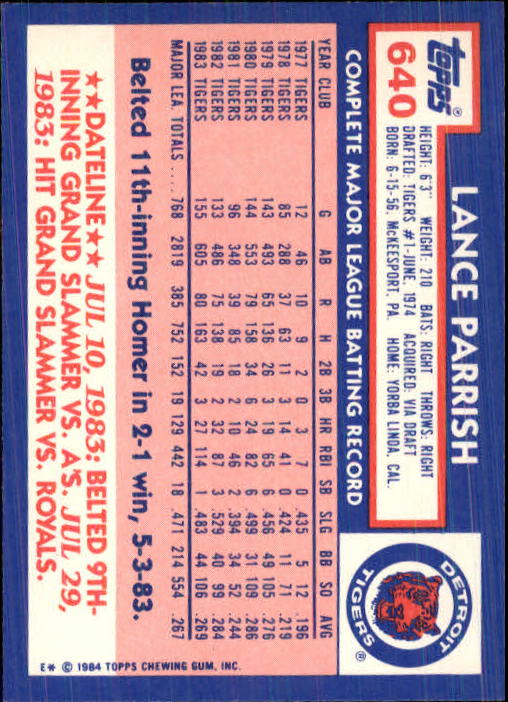 topps®
640
LANCE PARRISH
HEIGHT: 6'3" WEIGHT: 210 BATS: RIGHT THROWS: RIGHT
DRAFTED: TIGERS #1-JUNE, 1974 ACQUIRED: VIA DRAFT
BORN: 6-15-56, McKEESPORT, PA. HOME: YORBA LINDA, CAL.
DETROIT TIGERS®
COMPLETE MAJOR LEAGUE BATTING RECORD
YEAR CLUB G AB R H 2B 3B HR RBI SB SLG BB SO AVG
1977 TIGERS 12 46 10 9 2 0 3 7 0 .435 5 12 .196
1978 TIGERS 85 288 37 63 11 3 14 41 0 .424 11 71 .219
1979 TIGERS 143 493 65 136 26 3 19 65 6 .456 49 105 .276
1980 TIGERS 144 553 79 158 34 6 24 82 6 .499 31 109 .286
1981 TIGERS 96 348 39 85 18 2 10 46 2 .394 34 52 .244
1982 TIGERS 133 486 75 138 19 2 32 87 3 .529 40 99 .284
1983 TIGERS 155 605 80 163 42 3 27 114 1 .483 44 106 .269
MAJOR LEA. TOTALS .... 768 2819 385 752 152 19 129 442 18 .471 214 554 .267
Belted 11th-inning Homer in 2-1 win, 5-3-83.
★★DATELINE★★ JUL 10, 1983: BELTED 9TH-
INNING GRAND SLAMMER VS. A'S. JUL 29,
1983: HIT GRAND SLAMMER VS. ROYALS.
E* © 1984 TOPPS CHEWING GUM, INC.